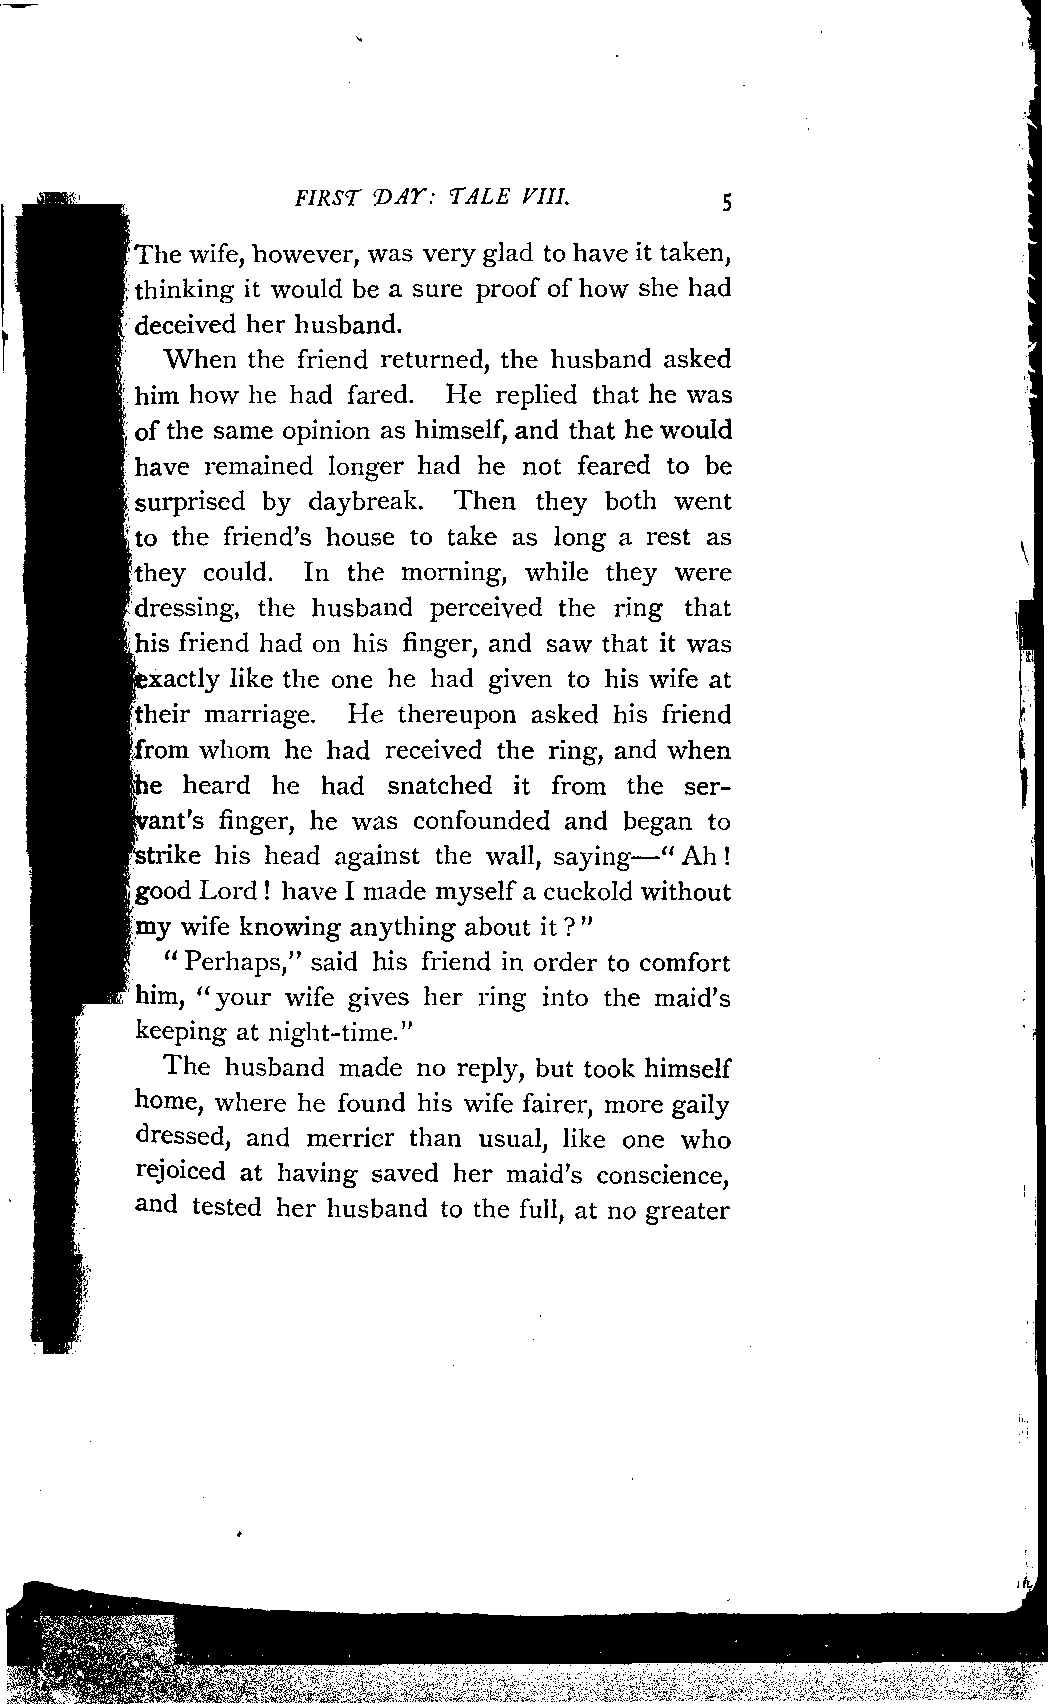 FIRST DAY: TALE VIII. 5
The wife, however, was very glad to have it taken,
thinking it would be a sure proof of how she had
deceived her husband.
When the friend returned, the husband asked
him how he had fared. He replied that he was
of the same opinion as himself, and that he would
have remained longer had he not feared to be
surprised by daybreak. Then they both went
to the friend's house to take as long a rest as
they could. In the morning, while they were
dressing, the husband perceived the ring that
his friend had on his finger, and saw that it was
exactly like the one he had given to his wife at
their marriage. He thereupon asked his friend
from whom he had received the ring, and when
he heard he had snatched it from the ser-
vant's finger, he was confounded and began to
strike his head against the wall, saying—"Ah!
good Lord! have I made myself a cuckold without
my wife knowing anything about it?"
"Perhaps," said his friend in order to comfort
him, "your wife gives her ring into the maid's
keeping at night-time."
The husband made no reply, but took himself
home, where he found his wife fairer, more gaily
dressed, and merrier than usual, like one who
rejoiced at having saved her maid's conscience,
and tested her husband to the full, at no greater